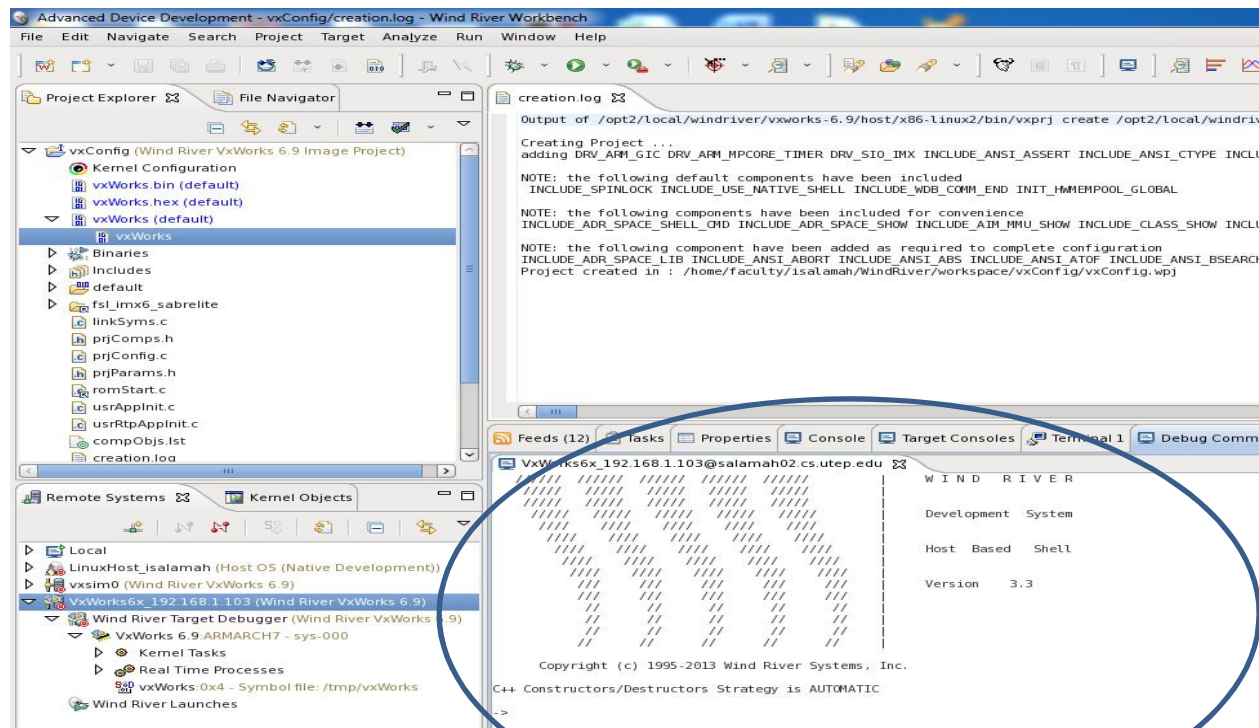 Advanced Device Development - vxConfig/creation.log - Wind River Workbench
File Edit Navigate Search Project Target Analyze Run Window Help
Project Explorer
File Navigator
vxConfig (Wind River VxWorks 6.9 Image Project)
Kernel Configuration
vxWorks.bin (default)
vxWorks.hex (default)
vxWorks (default)
vxWorks
Binaries
Includes
default
fsl_imx6_sabrelite
linkSyms.c
prjComps.h
prjConfig.c
prjParams.h
romStart.c
usrAppInit.c
usrRtpAppInit.c
compObjs.lst
creation.log
creation.log
Output of /opt2/local/windriver/vxworks-6.9/host/x86-linux2/bin/vxprj create /opt2/local/windriv
Creating Project ...
adding DRV_ARM_GIC DRV_ARM_MPCORE_TIMER DRV_SIO_IMX INCLUDE_ANSI_ASSERT INCLUDE_ANSI_CTYPE INCLU
NOTE: the following default components have been included
INCLUDE_SPINLOCK INCLUDE_USE_NATIVE_SHELL INCLUDE_WDB_COMM_END INIT_HWMEMPOOL_GLOBAL
NOTE: the following components have been included for convenience
INCLUDE_ADR_SPACE_SHELL_CMD INCLUDE_ADR_SPACE_SHOW INCLUDE_AIM_MMU_SHOW INCLUDE_CLASS_SHOW INCLU
NOTE: the following component have been added as required to complete configuration
INCLUDE_ADR_SPACE_LIB INCLUDE_ANSI_ABORT INCLUDE_ANSI_ABS INCLUDE_ANSI_ATOF INCLUDE_ANSI_BSEARCH
Project created in : /home/faculty/isalamah/WindRiver/workspace/vxConfig/vxConfig.wpj
Remote Systems
Kernel Objects
Local
LinuxHost_isalamah (Host OS (Native Development))
vxsim0 (Wind River VxWorks 6.9)
VxWorks6x_192.168.1.103 (Wind River VxWorks 6.9)
Wind River Target Debugger (Wind River VxWorks 6.9)
VxWorks 6.9:ARMARCH7 - sys-000
Kernel Tasks
Real Time Processes
vxWorks:0x4 - Symbol file: /tmp/vxWorks
Wind River Launches
Feeds (12) Tasks Properties Console Target Consoles Terminal 1 Debug Comm
VxWorks6x_192.168.1.103@salamah02.cs.utep.edu
WIND RIVER
Development System
Host Based Shell
Version 3.3
Copyright (c) 1995-2013 Wind River Systems, Inc.
C++ Constructors/Destructors Strategy is AUTOMATIC
->